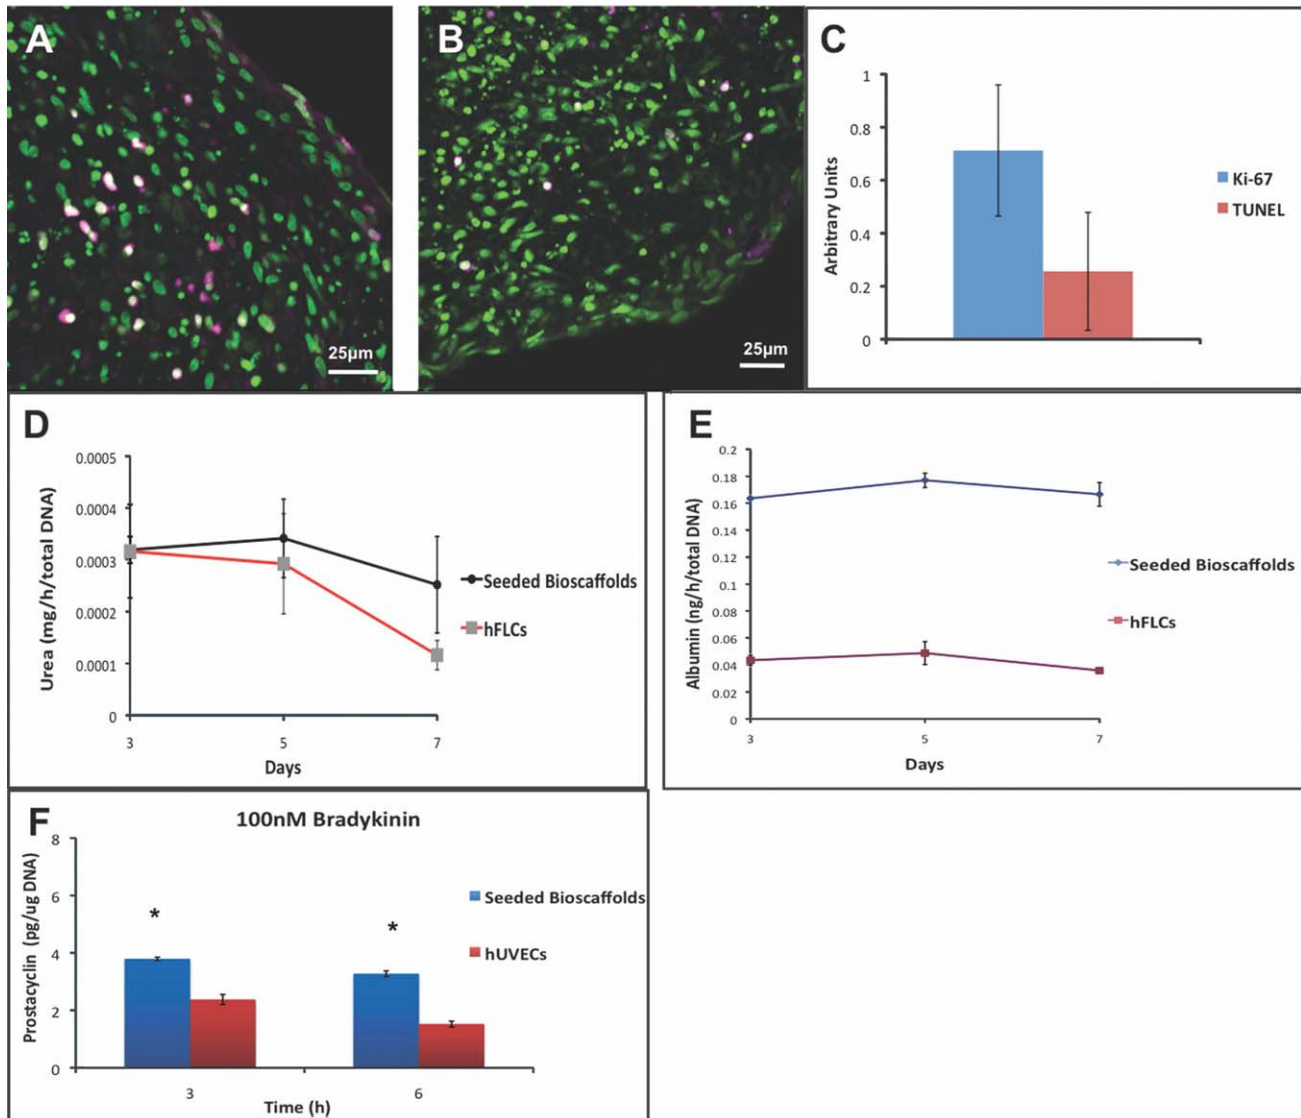 A
25µm
B
25µm
C
1
0.8
0.6
0.4
0.2
0
Arbitrary Units
Ki-67
TUNEL
D
0.0005
0.0004
0.0003
0.0002
0.0001
0
Urea (mg/h/total DNA)
3 5 7
Days
Seeded Bioscaffolds
hFLCs
E
0.2
0.18
0.16
0.14
0.12
0.1
0.08
0.06
0.04
0.02
0
Albumin (ng/h/total DNA)
3 5 7
Days
Seeded Bioscaffolds
hFLCs
F
100nM Bradykinin
8
6
4
2
0
Prostacyclin (pg/ug DNA)
* *
3 6
Time (h)
Seeded Bioscaffolds
hUVECs